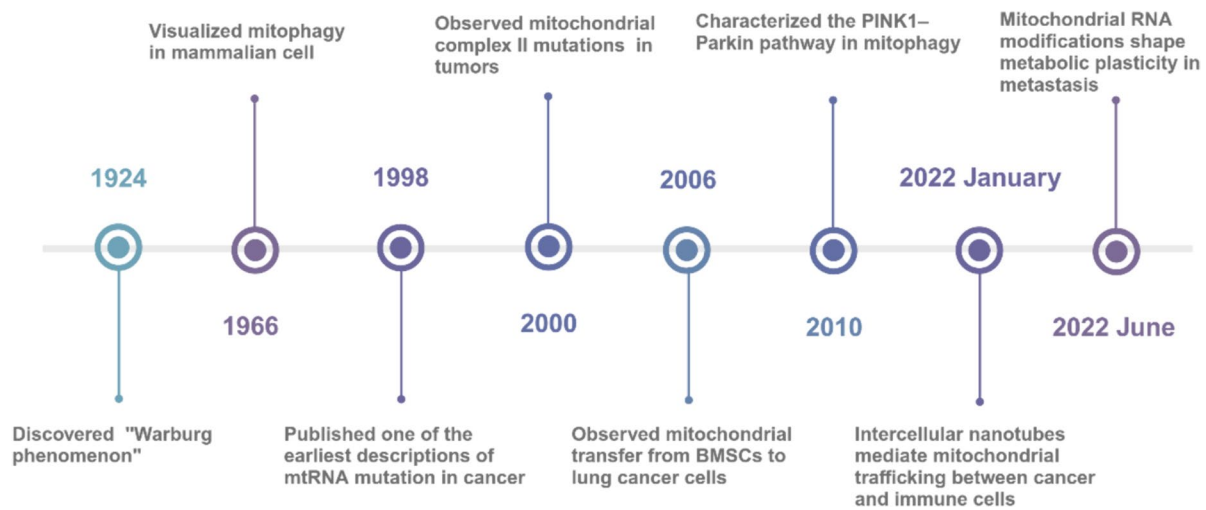 Visualized mitophagy
in mammalian cell
Observed mitochondrial
complex II mutations in
tumors
Characterized the PINK1–
Parkin pathway in mitophagy
Mitochondrial RNA
modifications shape
metabolic plasticity in
metastasis
1924
1998
2006
2022 January
1966
2000
2010
2022 June
Discovered "Warburg
phenomenon"
Published one of the
earliest descriptions of
mtRNA mutation in cancer
Observed mitochondrial
transfer from BMSCs to
lung cancer cells
Intercellular nanotubes
mediate mitochondrial
trafficking between cancer
and immune cells